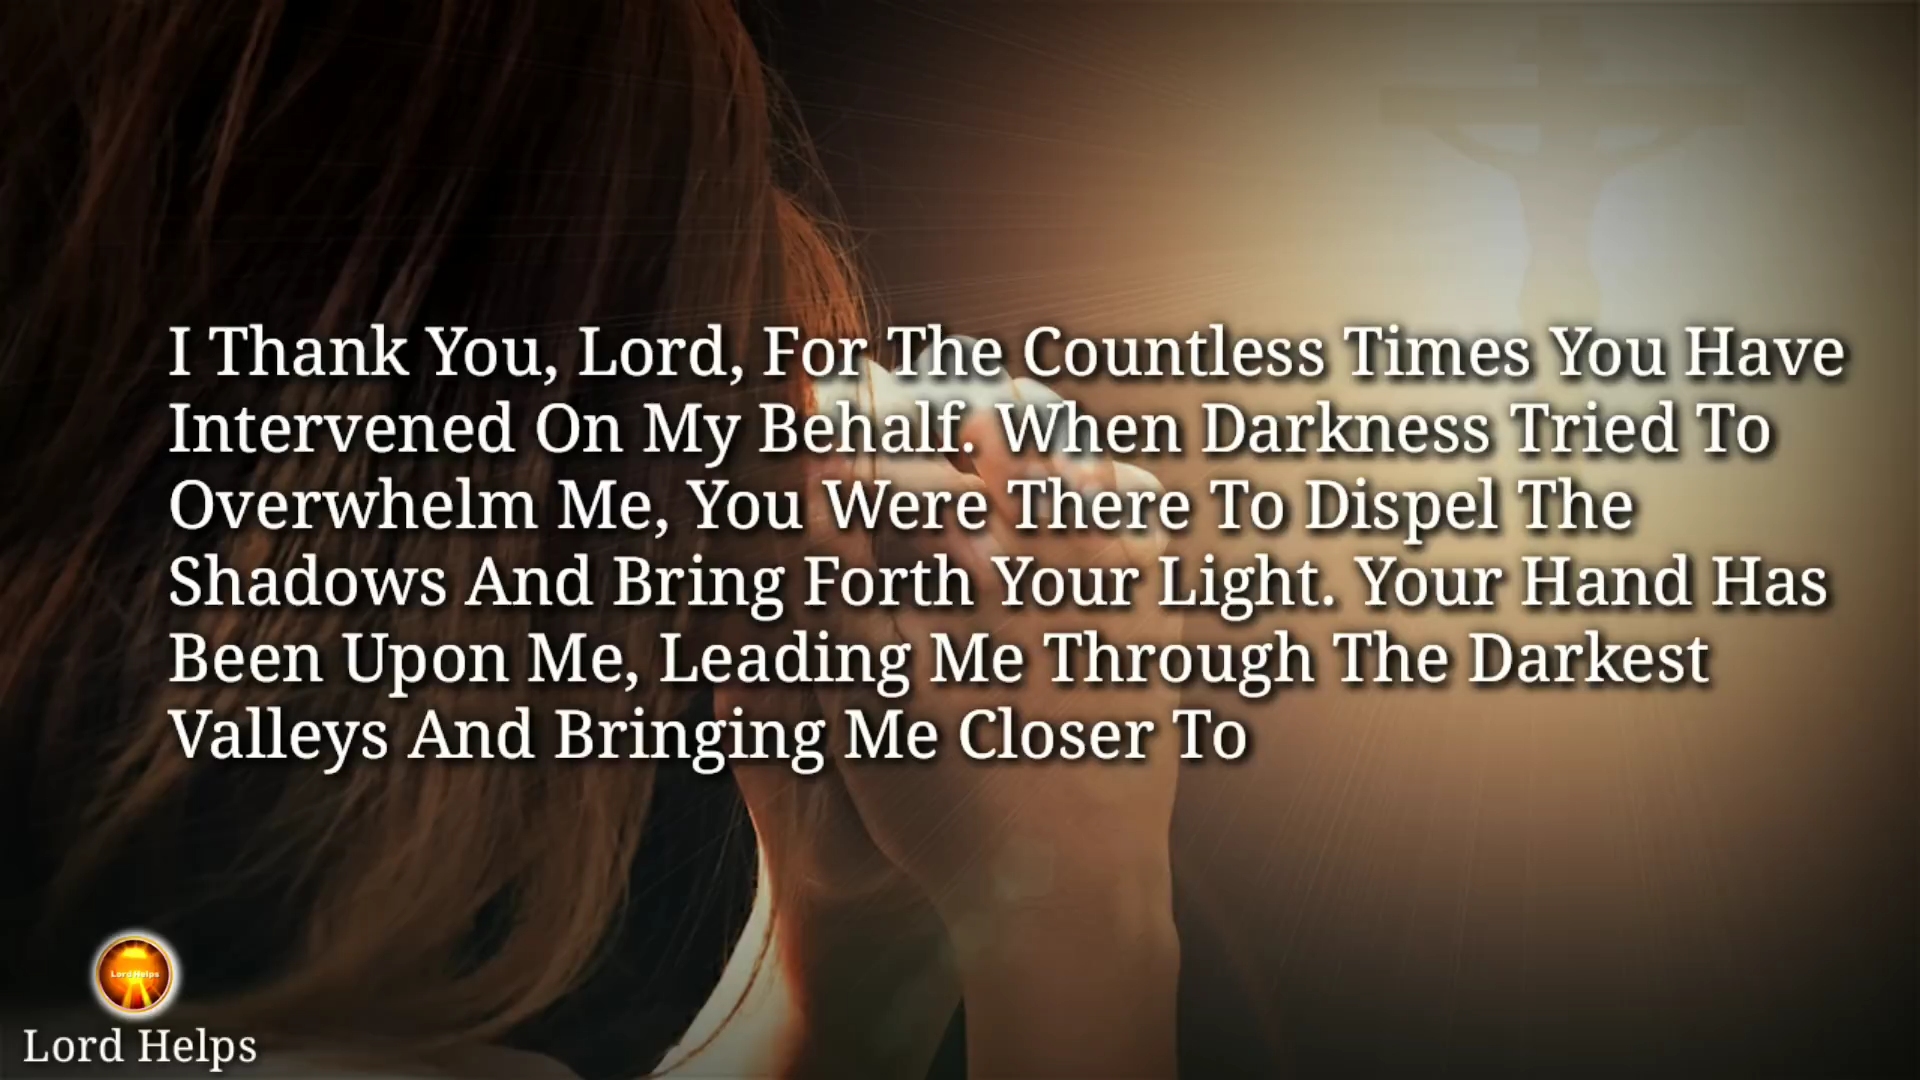 I Thank You, Lord, For The Countless Times You Have
Intervened On My Behalf. When Darkness Tried To
Overwhelm Me, You Were There To Dispel The
Shadows And Bring Forth Your Light. Your Hand Has
Been Upon Me, Leading Me Through The Darkest
Valleys And Bringing Me Closer To
Lord Helps
Lord Helps